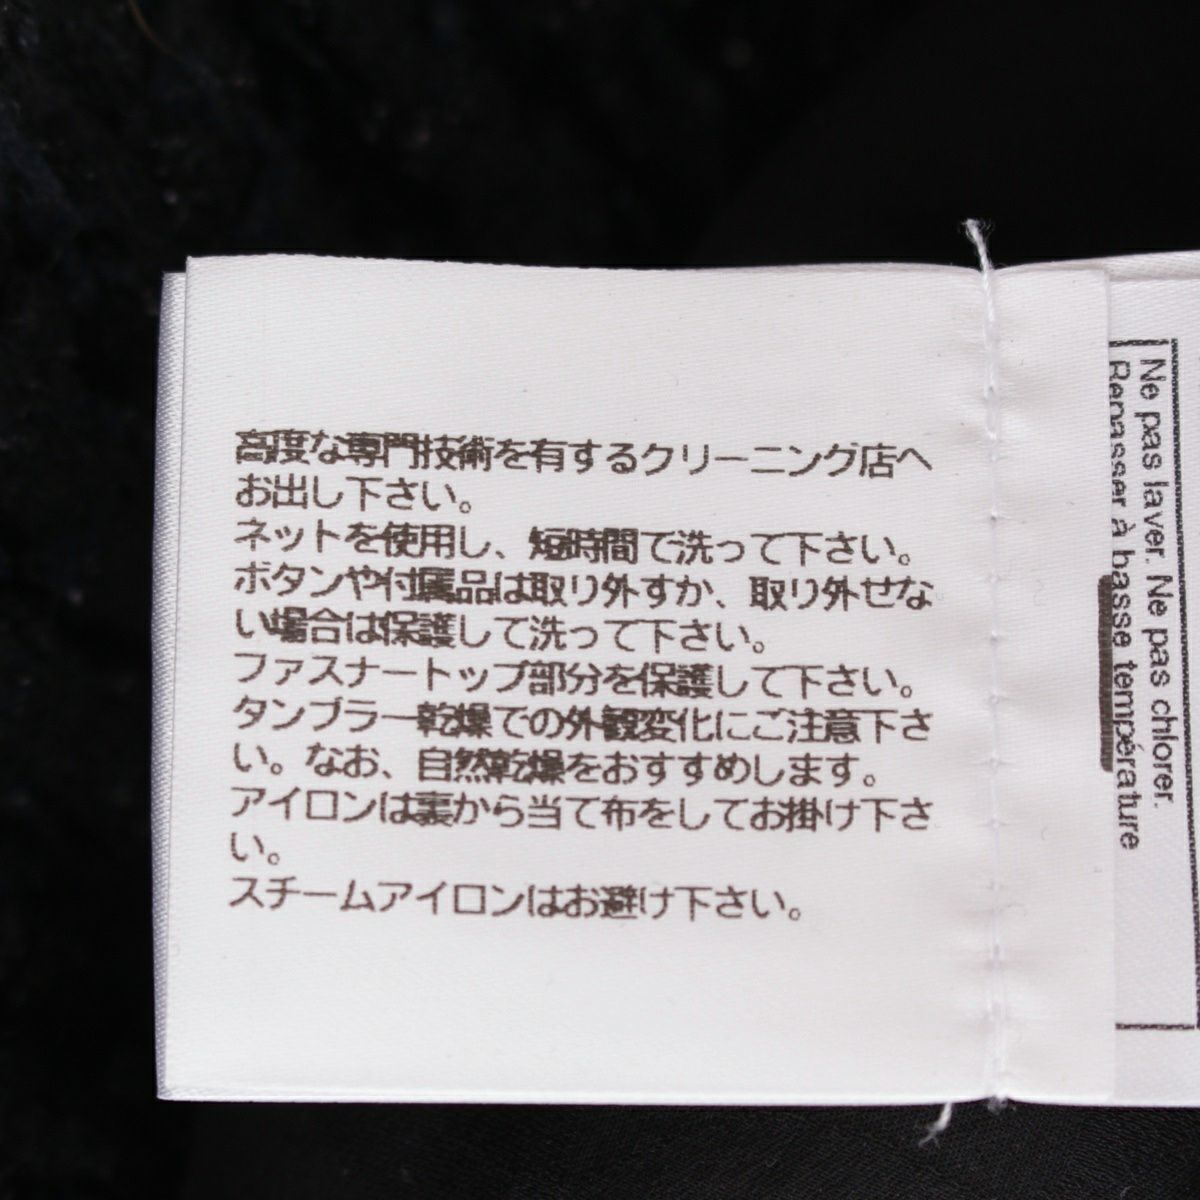 高度な専門技術を有するクリーニング店へ
お出し下さい。
ネットを使用し、短時間で洗って下さい。
ボタンや付属品は取り外すか、取り外せな
い場合は保護して洗って下さい。
ファスナートップ部分を保護して下さい。
タンブラー乾燥での外観変化にご注意下さ
い。なお、自然乾燥をおすすめします。
アイロンは裏から当て布をしてお掛け下さ
い。
スチームアイロンはお避け下さい。
Ne pas laver. Ne pas chlorer.
Repasser à basse température